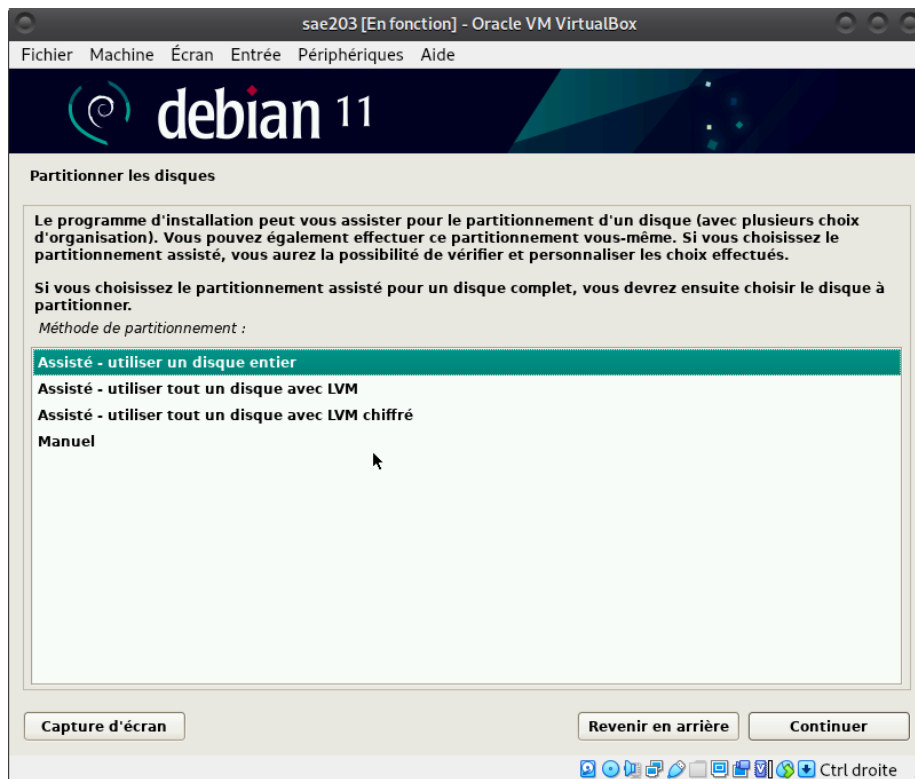 sae203 [En fonction] - Oracle VM VirtualBox
Fichier Machine Écran Entrée Périphériques Aide
debian 11
Partitionner les disques
Le programme d'installation peut vous assister pour le partitionnement d'un disque (avec plusieurs choix
d'organisation). Vous pouvez également effectuer ce partitionnement vous-même. Si vous choisissez le
partitionnement assisté, vous aurez la possibilité de vérifier et personnaliser les choix effectués.
Si vous choisissez le partitionnement assisté pour un disque complet, vous devrez ensuite choisir le disque à
partitionner.
Méthode de partitionnement :
Assisté - utiliser un disque entier
Assisté - utiliser tout un disque avec LVM
Assisté - utiliser tout un disque avec LVM chiffré
Manuel
Capture d'écran Revenir en arrière Continuer
Ctrl droite